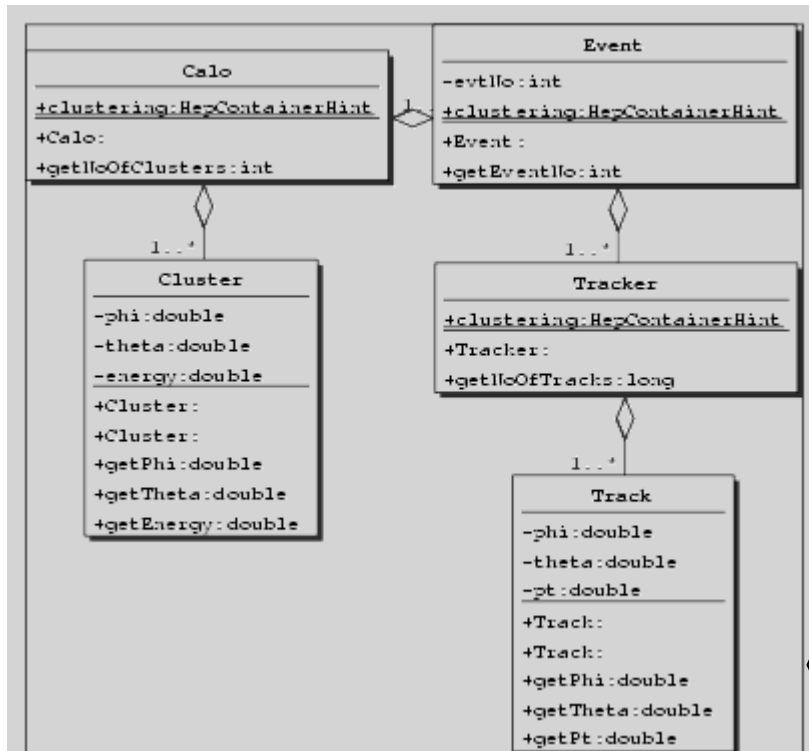 Calo
+clustering:HepContainerHint
+Calo:
+getNoOfClusters:int
1..
Event
-evtNo:int
+clustering:HepContainerHint
+Event:
+getEventNo:int
1..*
Cluster
-phi:double
-theta:double
-energy:double
+Cluster:
+Cluster:
+getPhi:double
+getTheta:double
+getEnergy:double
1..*
Tracker
+clustering:HepContainerHint
+Tracker:
+getNoOfTracks:long
1..*
Track
-phi:double
-theta:double
-pt:double
+Track:
+Track:
+getPhi:double
+getTheta:double
+getPt:double